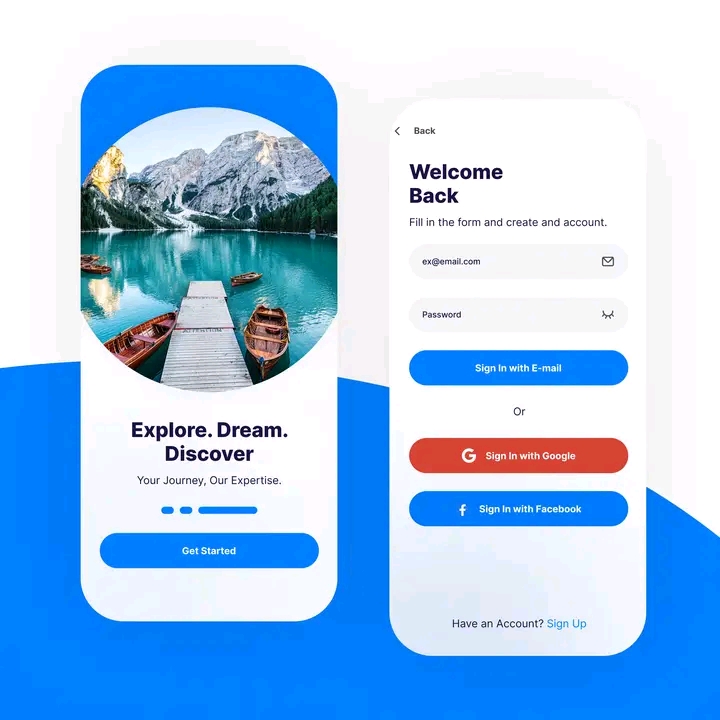 Explore. Dream.
Discover
Your Journey, Our Expertise.
Get Started
Back
Welcome
Back
Fill in the form and create and account.
ex@email.com
Password
Sign In with E-mail
Or
G Sign In with Google
f Sign In with Facebook
Have an Account? Sign Up